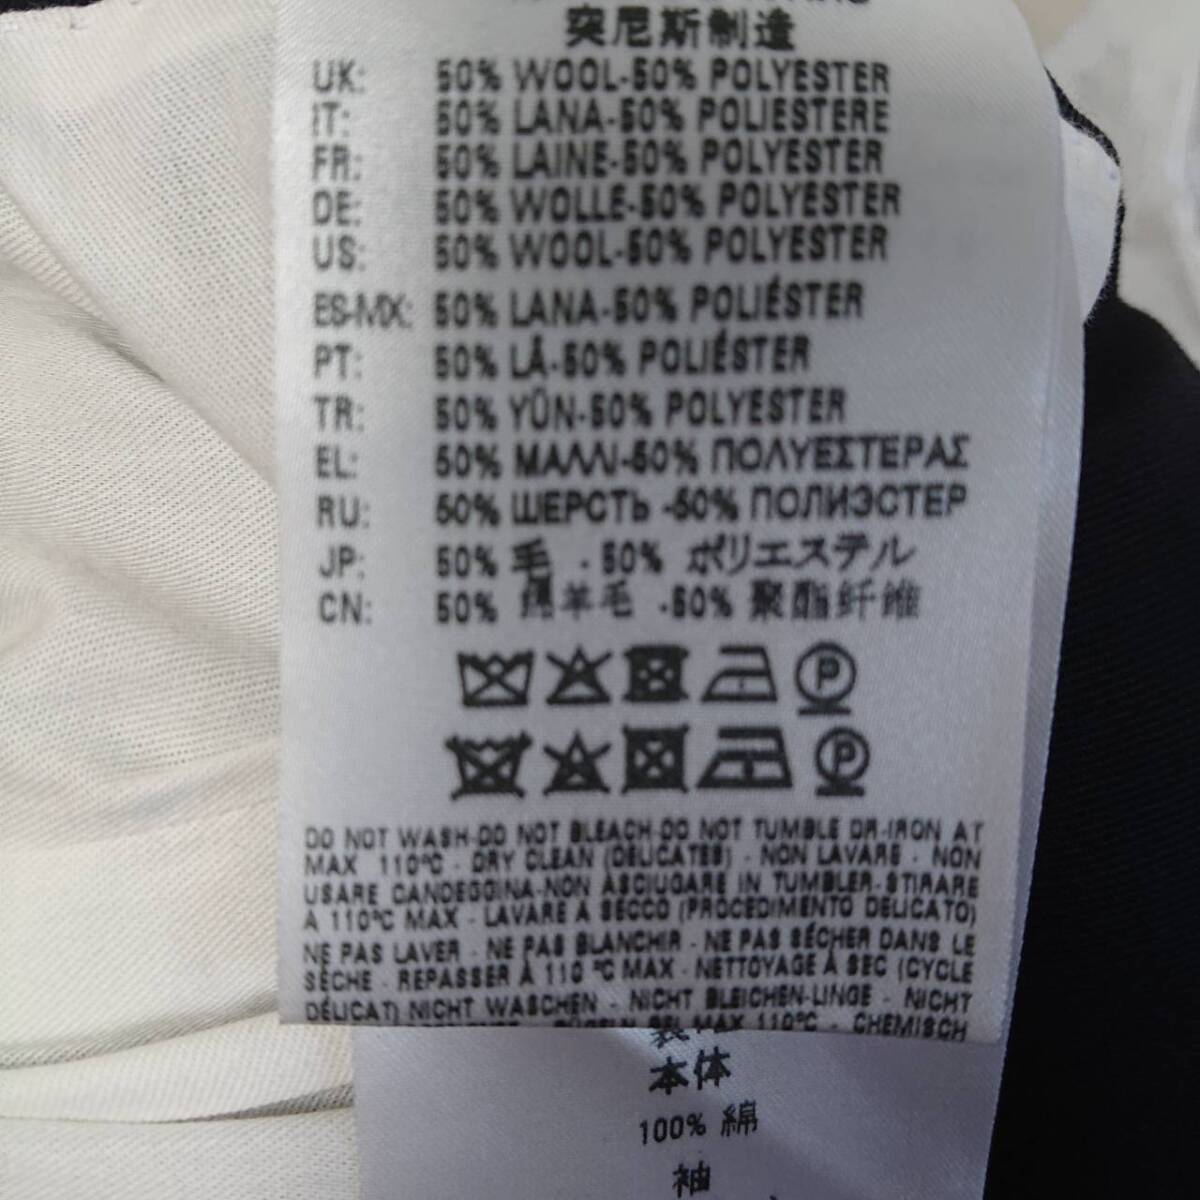 突尼斯制造
UK: 50% WOOL-50% POLYESTER
IT: 50% LANA-50% POLIESTERE
FR: 50% LAINE-50% POLYESTER
DE: 50% WOLLE-50% POLYESTER
US: 50% WOOL-50% POLYESTER
ES-MX: 50% LANA-50% POLIÉSTER
PT: 50% LÃ-50% POLIÉSTER
TR: 50% YÜN-50% POLYESTER
EL: 50% ΜΑΛΛΙ-50% ΠΟΛΥΕΣΤΕΡΑΣ
RU: 50% ШЕРСТЬ -50% ПОЛИЭСТЕР
JP: 50% 毛 - 50% ポリエステル
CN: 50% 绵羊毛 -50% 聚酯纤维
P
P
DO NOT WASH-DO NOT BLEACH-DO NOT TUMBLE DR-IRON AT
MAX 110°C - DRY CLEAN (DELICATES) - NON LAVARE - NON
USARE CANDEGGINA-NON ASCIUGARE IN TUMBLER-STIRARE
A 110°C MAX - LAVARE A SECCO (PROCEDIMENTO DELICATO)
NE PAS LAVER - NE PAS BLANCHIR - NE PAS SÉCHER DANS LE
SÈCHE - REPASSER À 110 °C MAX - NETTOYAGE À SEC (CYCLE
DÉLICAT) NICHT WASCHEN - NICHT BLEICHEN-LINGE - NICHT
BÜGELN BEI MAX 110°C - CHEMISCH
本体
100% 綿
袖